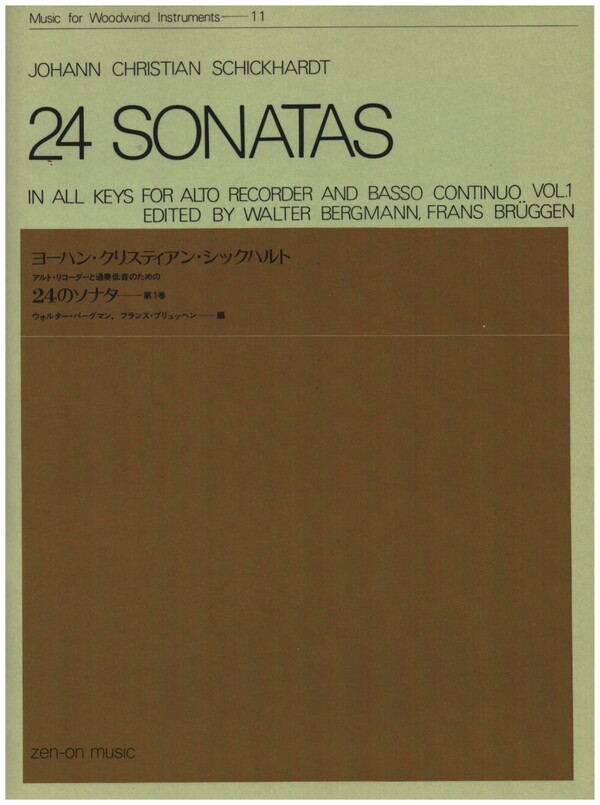 Music for Woodwind Instruments——11
JOHANN CHRISTIAN SCHICKHARDT
24 SONATAS
IN ALL KEYS FOR ALTO RECORDER AND BASSO CONTINUO, VOL.1
EDITED BY WALTER BERGMANN, FRANS BRÜGGEN
ヨーハン・クリスティアン・シックハルト
アルト・リコーダーと通奏低音のための
24のソナタ——第1巻
ウォルター・バーグマン, フランス・ブリュッヘン——編
zen-on music